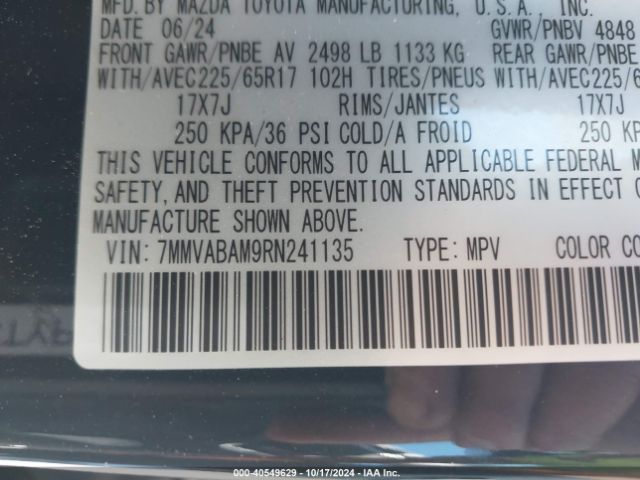 MFD. BY MAZDA TOYOTA MANUFACTURING, U.S.A., INC.
DATE 06/24 GVWR/PNBV 4848
FRONT GAWR/PNBE AV 2498 LB 1133 KG REAR GAWR/PNBE
WITH/AVEC225/65R17 102H TIRES/PNEUS WITH/AVEC225/6
17X7J RIMS/JANTES 17X7J
250 KPA/36 PSI COLD/A FROID 250 KP
THIS VEHICLE CONFORMS TO ALL APPLICABLE FEDERAL M
SAFETY, AND THEFT PREVENTION STANDARDS IN EFFECT O
MANUFACTURE SHOWN ABOVE.
VIN: 7MMVABAM9RN241135 TYPE: MPV COLOR CO
000-40549629 - 10/17/2024 - IAA Inc.